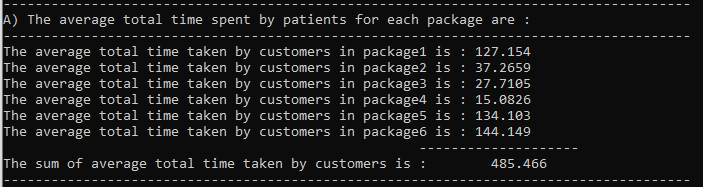 A) The average total time spent by patients for each package are :
The average total time taken by customers in package1 is : 127.154
The average total time taken by customers in package2 is : 37.2659
The average total time taken by customers in package3 is : 27.7105
The average total time taken by customers in package4 is : 15.0826
The average total time taken by customers in package5 is : 134.103
The average total time taken by customers in package6 is : 144.149
The sum of average total time taken by customers is : 485.466